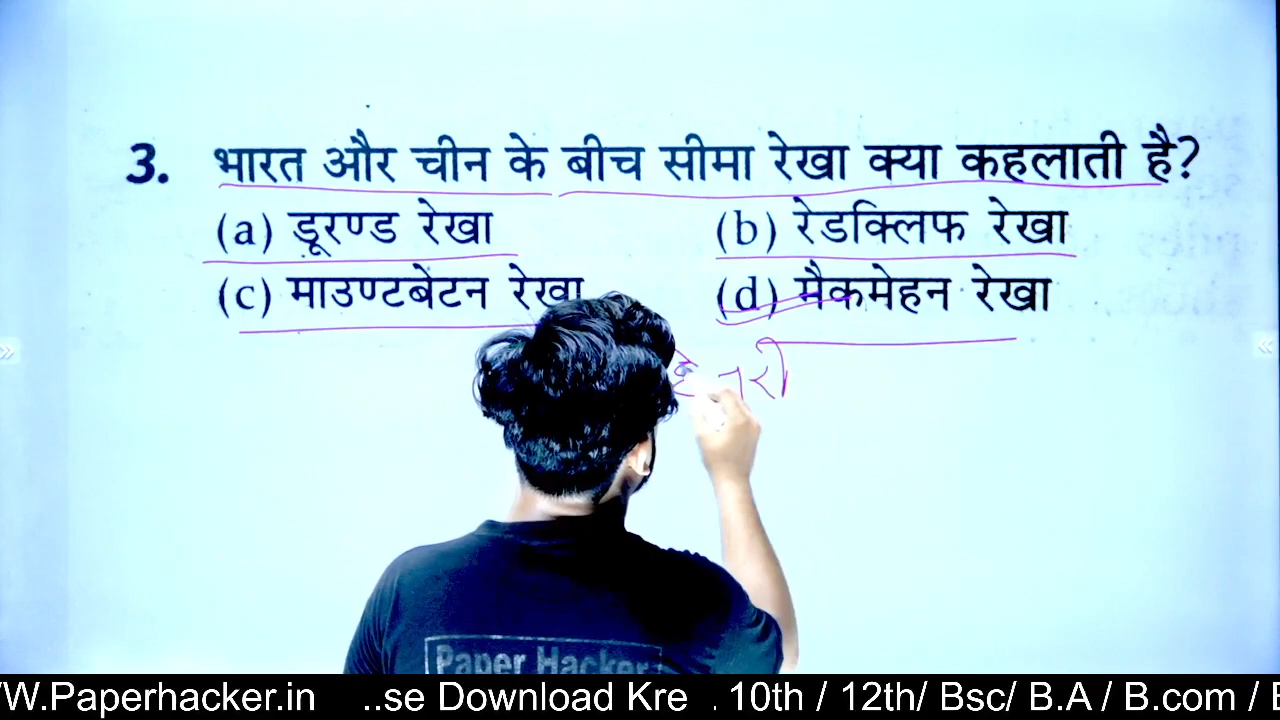 3. भारत और चीन के बीच सीमा रेखा क्या कहलाती है?
(a) डूरण्ड रेखा (b) रेडक्लिफ रेखा
(c) माउण्टबेटन रेखा (d) मैकमेहन रेखा
Paper Hacker
W.Paperhacker.in ..se Download Kre . 10th / 12th/ Bsc/ B.A / B.com /